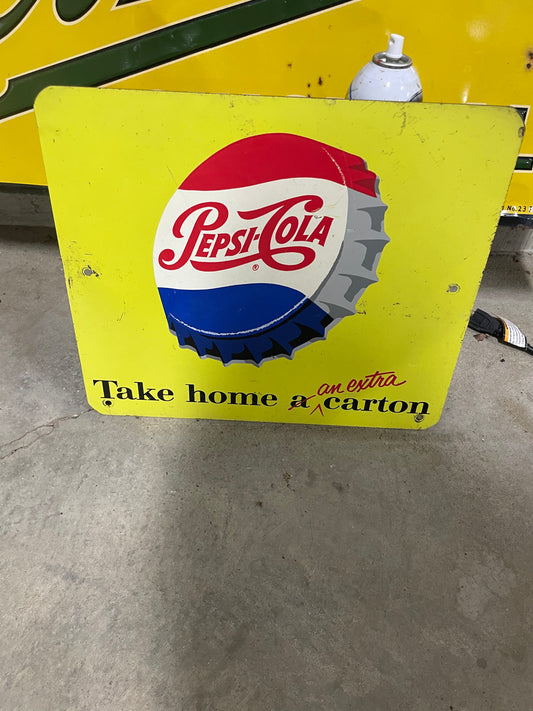 PEPSI-COLA
®
an extra
Take home a ‸ carton